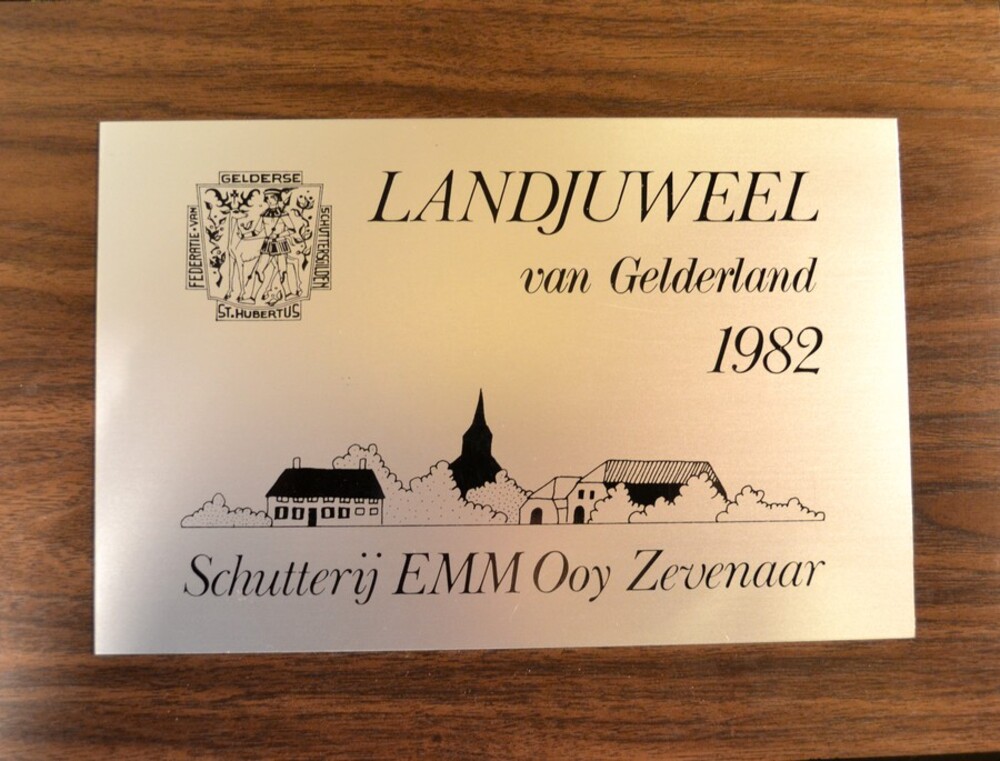 GELDERSE
FEDERATIE-VAN
SCHUTTERSGILDEN
ST.HUBERTUS
LANDJUWEEL
van Gelderland
1982
Schutterij EMM Ooy Zevenaar